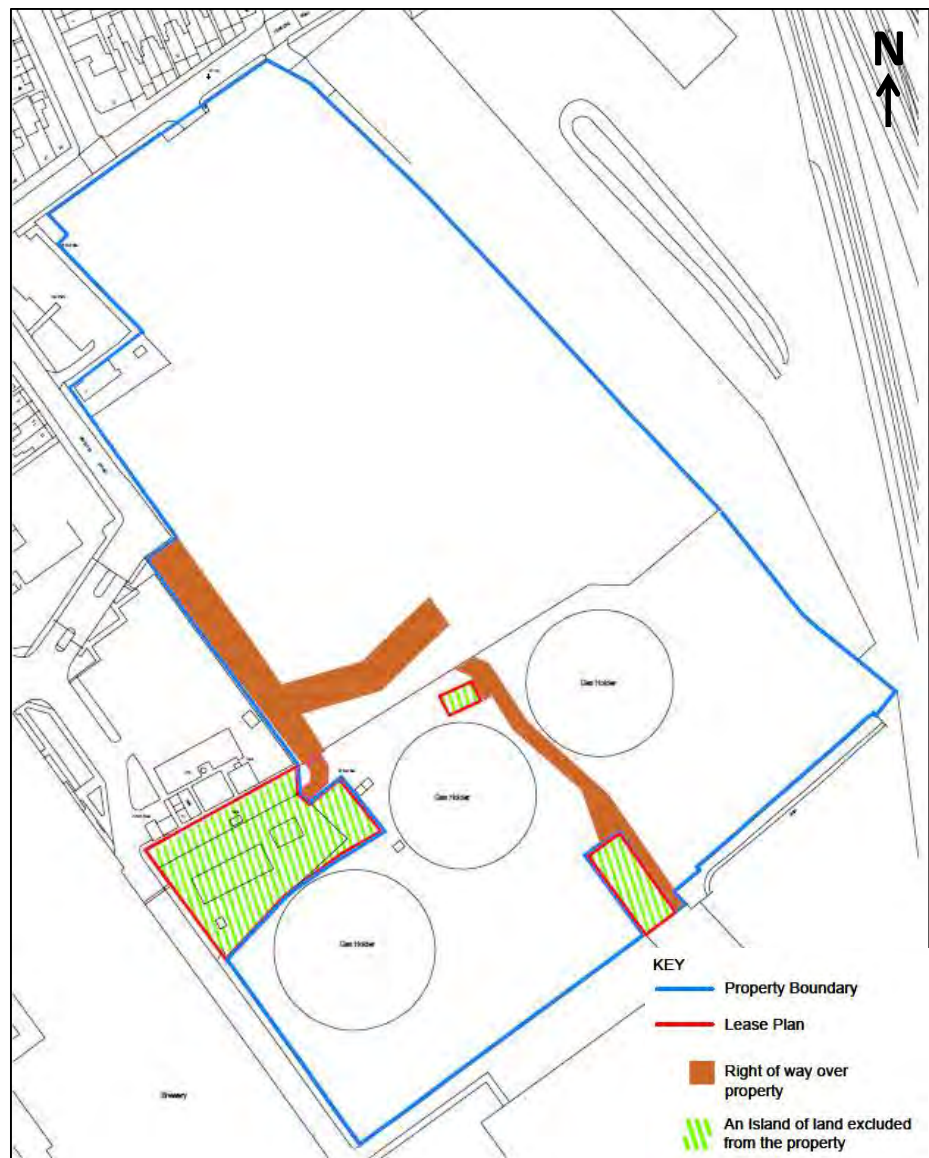 N
Gas Holder
Gas Holder
Gas Holder
Brewery
KEY
Property Boundary
Lease Plan
Right of way over
property
An Island of land excluded
from the property